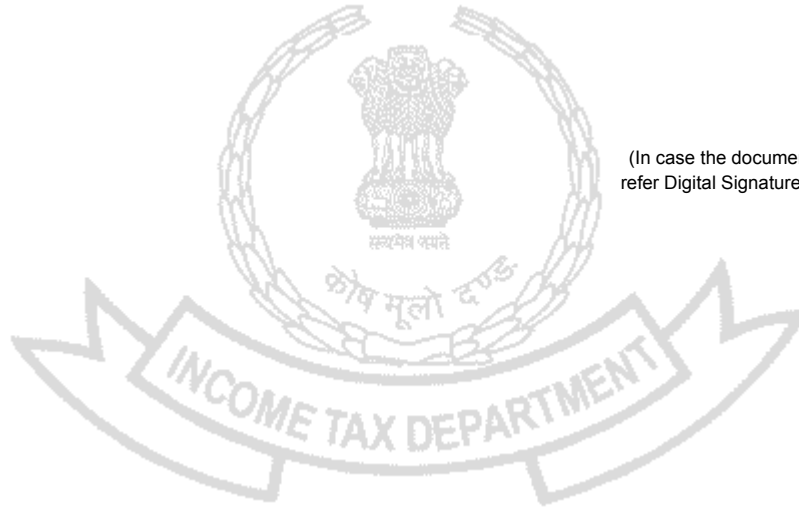 (In case the docume
refer Digital Signature
सत्यमेव जयते
कोष मूलो दण्ड:
INCOME TAX DEPARTMENT